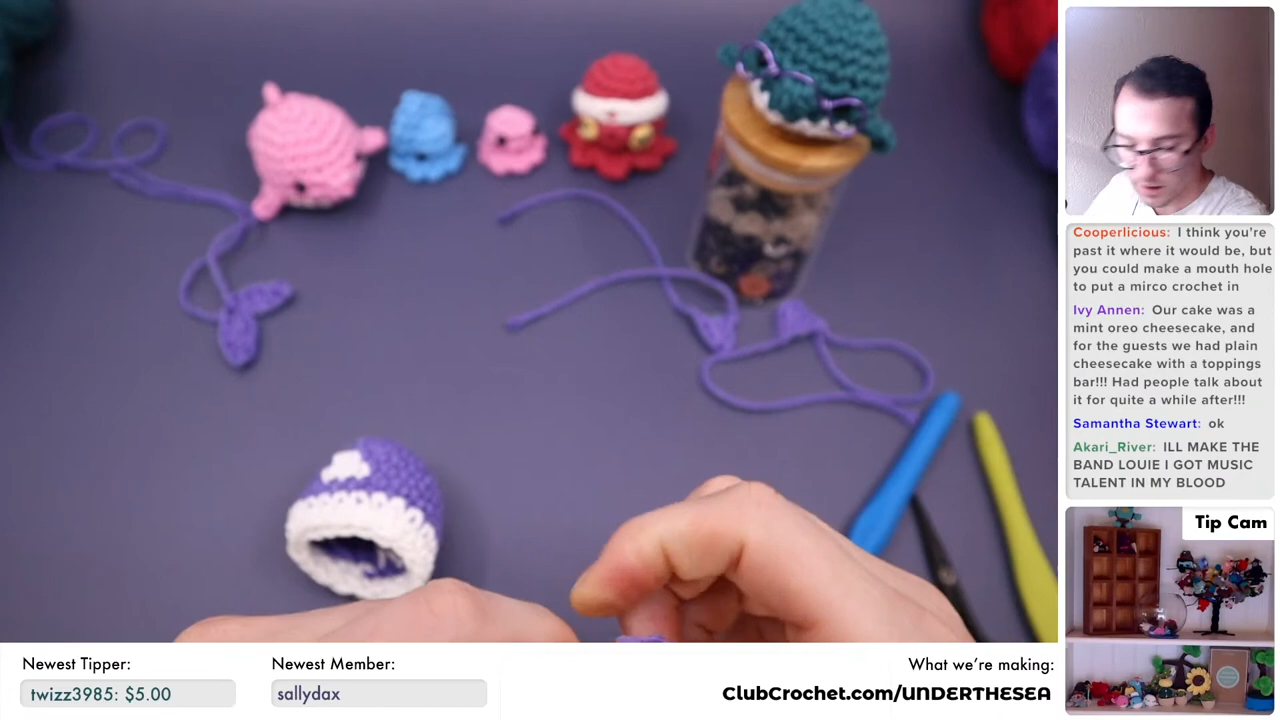 Cooperlicious: I think you're
past it where it would be, but
you could make a mouth hole
to put a mirco crochet in
Ivy Annen: Our cake was a
mint oreo cheesecake, and
for the guests we had plain
cheesecake with a toppings
bar!!! Had people talk about
it for quite a while after!!!
Samantha Stewart: ok
Akari_River: ILL MAKE THE
BAND LOUIE I GOT MUSIC
TALENT IN MY BLOOD
Tip Cam
Newest Tipper:
twizz3985: $5.00
Newest Member:
sallydax
What we're making:
ClubCrochet.com/UNDERTHESEA